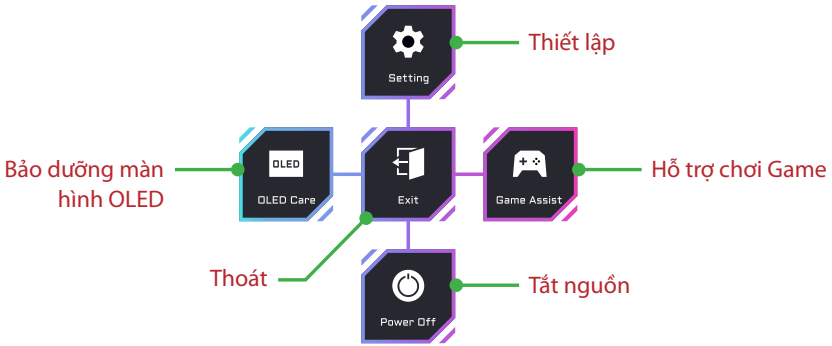 Setting
Thiết lập
Bảo dưỡng màn
hình OLED
OLED
OLED Care
Exit
Game Assist
Hỗ trợ chơi Game
Thoát
Power Off
Tắt nguồn